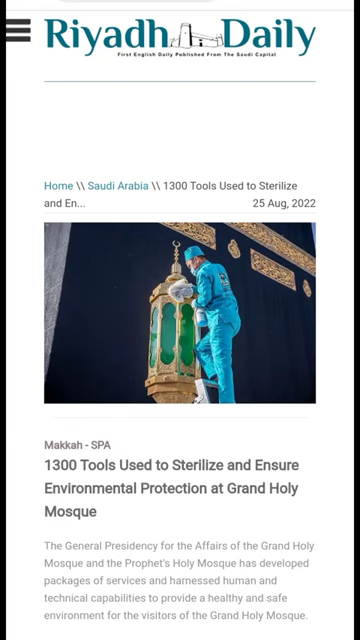 Riyadh Daily
First English Daily Published From The Saudi Capital
Home \\ Saudi Arabia \\ 1300 Tools Used to Sterilize
and En... 25 Aug, 2022
Makkah - SPA
1300 Tools Used to Sterilize and Ensure
Environmental Protection at Grand Holy
Mosque
The General Presidency for the Affairs of the Grand Holy
Mosque and the Prophet's Holy Mosque has developed
packages of services and harnessed human and
technical capabilities to provide a healthy and safe
environment for the visitors of the Grand Holy Mosque.